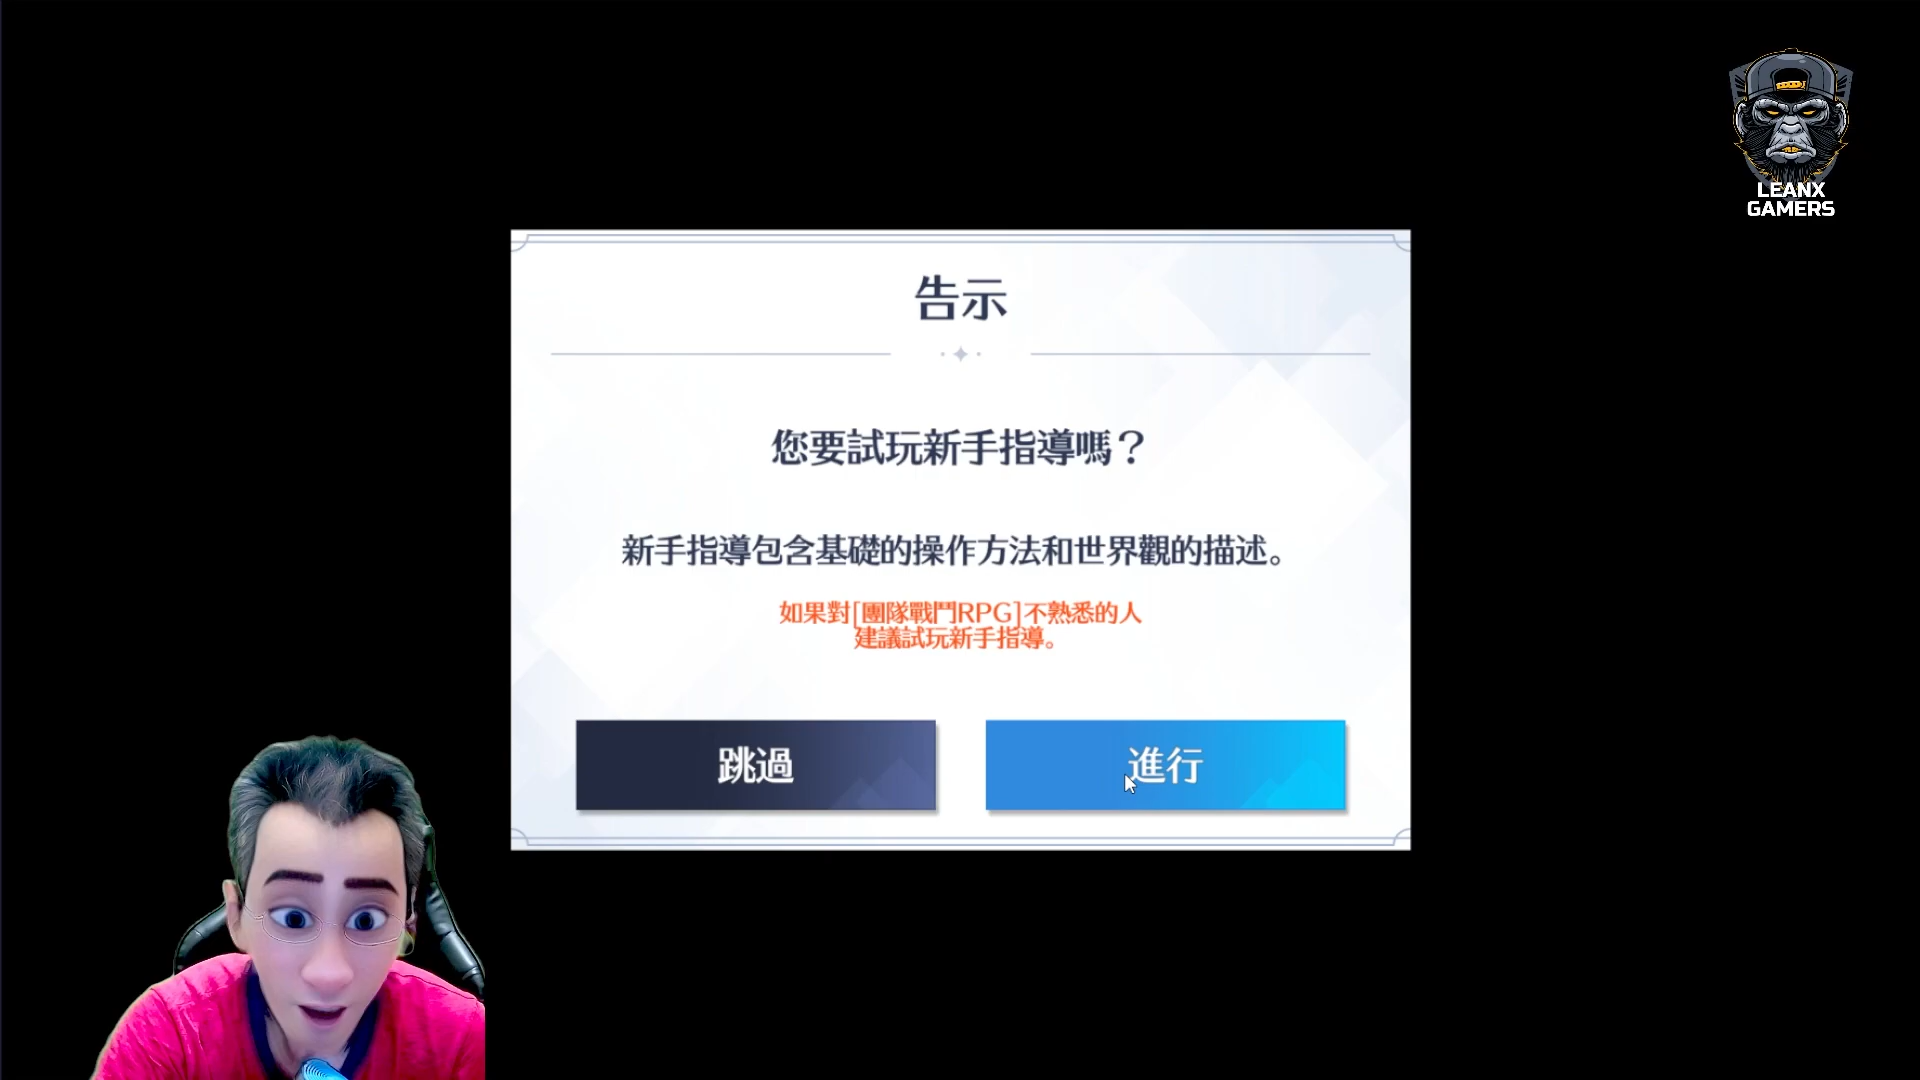 LEANX
GAMERS
告示
您要試玩新手指導嗎？
新手指導包含基礎的操作方法和世界觀的描述。
如果對[團隊戰鬥RPG]不熟悉的人
建議試玩新手指導。
跳過
進行